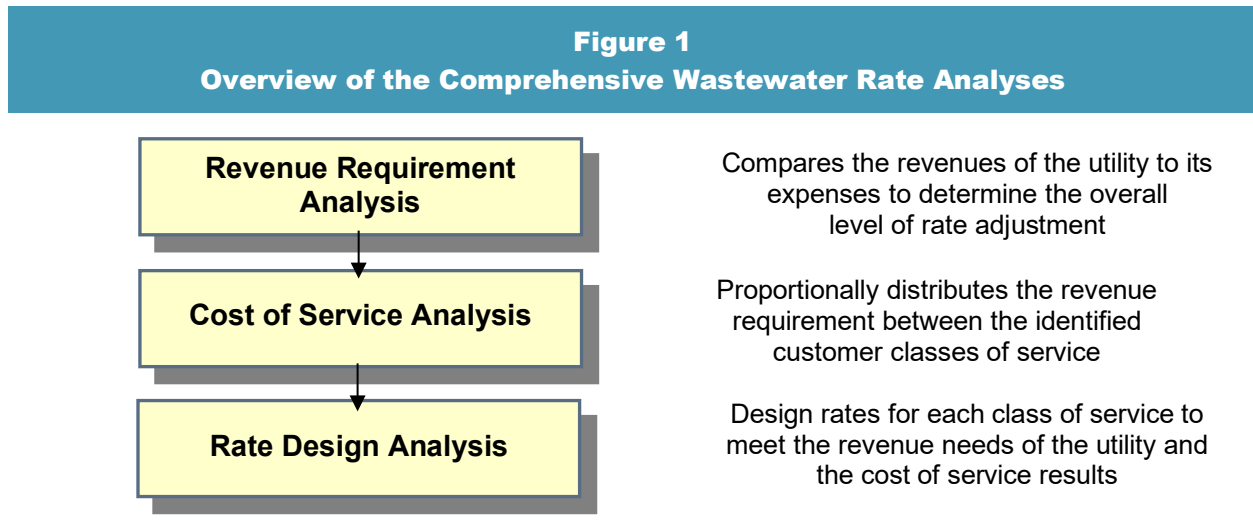 Figure 1
Overview of the Comprehensive Wastewater Rate Analyses
Revenue Requirement
Analysis
Compares the revenues of the utility to its
expenses to determine the overall
level of rate adjustment
Cost of Service Analysis
Proportionally distributes the revenue
requirement between the identified
customer classes of service
Rate Design Analysis
Design rates for each class of service to
meet the revenue needs of the utility and
the cost of service results